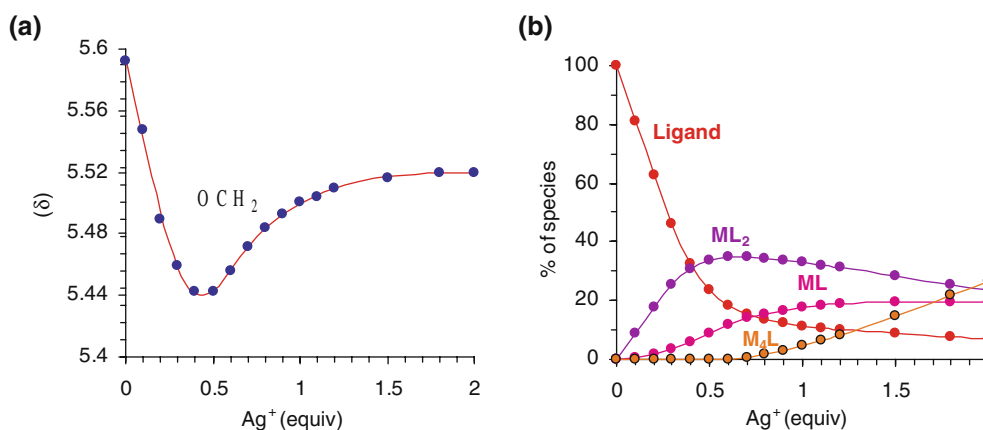 (a)
5.6
5.56
5.52
5.48
5.44
5.4
(δ)
OCH₂
0 0.5 1 1.5 2
Ag⁺ (equiv)
(b)
100
80
60
40
20
0
% of species
Ligand
ML₂
ML
M₄L
0 0.5 1 1.5
Ag⁺ (equiv)